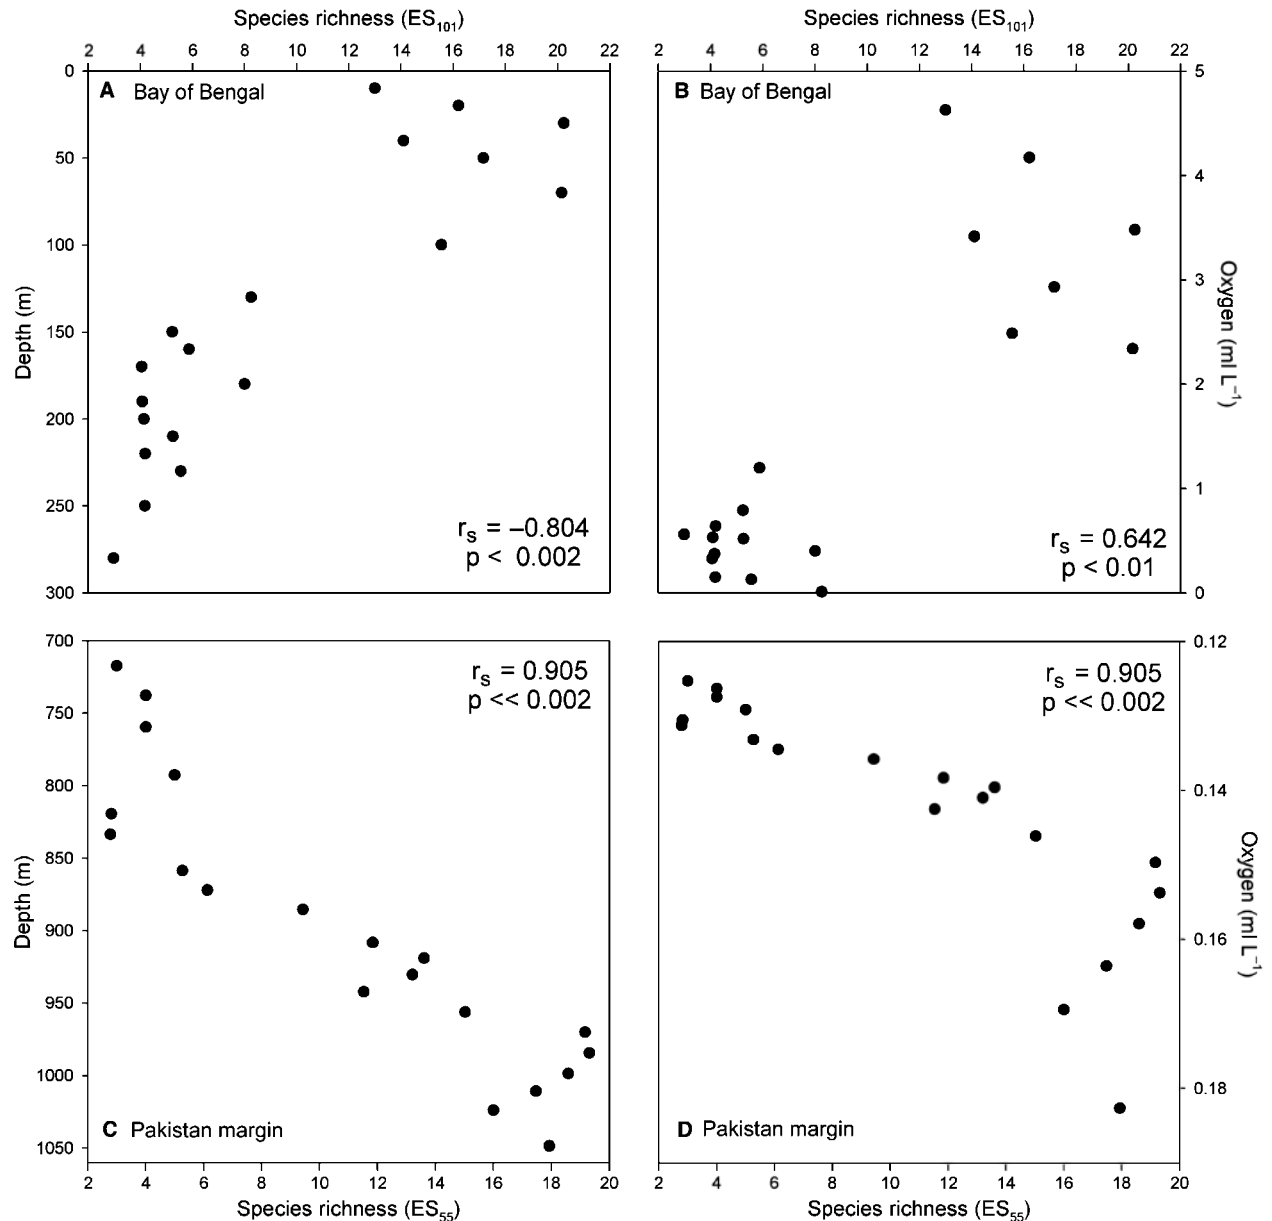 Species richness (ES101)
Species richness (ES101)
2 4 6 8 10 12 14 16 18 20 22
2 4 6 8 10 12 14 16 18 20 22
A Bay of Bengal
0
50
100
150
200
250
300
Depth (m)
rs = –0.804
p < 0.002
B Bay of Bengal
5
4
3
2
1
0
Oxygen (ml L–1)
rs = 0.642
p < 0.01
700
750
800
850
900
950
1000
1050
Depth (m)
rs = 0.905
p << 0.002
C Pakistan margin
2 4 6 8 10 12 14 16 18 20
Species richness (ES55)
rs = 0.905
p << 0.002
0.12
0.14
0.16
0.18
Oxygen (ml L–1)
D Pakistan margin
2 4 6 8 10 12 14 16 18 20
Species richness (ES55)